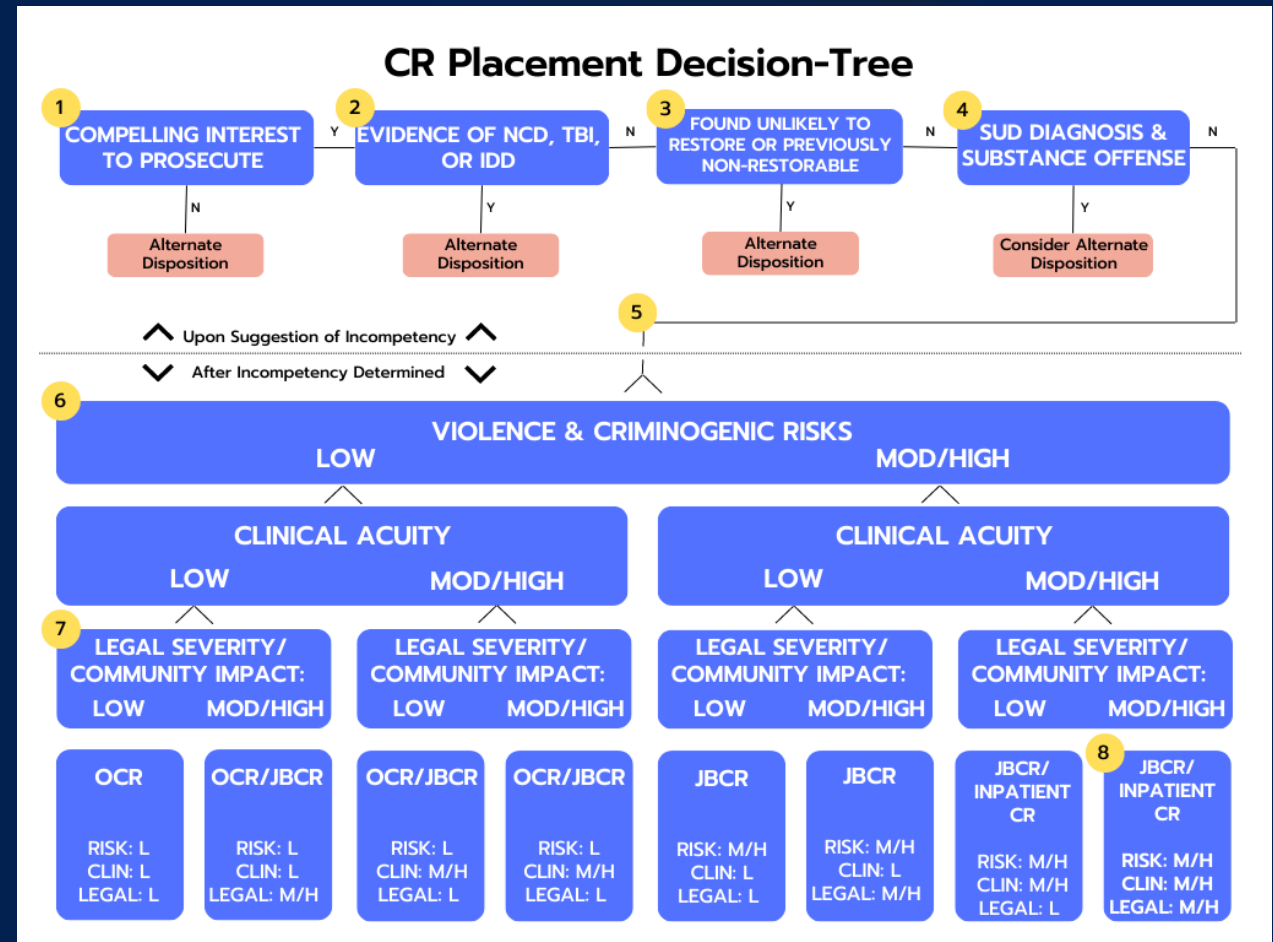 CR Placement Decision-Tree
1
COMPELLING INTEREST
TO PROSECUTE
Y
N
Alternate
Disposition
2
EVIDENCE OF NCD, TBI,
OR IDD
N
Y
Alternate
Disposition
3
FOUND UNLIKELY TO
RESTORE OR PREVIOUSLY
NON-RESTORABLE
N
Y
Alternate
Disposition
4
SUD DIAGNOSIS &
SUBSTANCE OFFENSE
N
Y
Consider Alternate
Disposition
5
Upon Suggestion of Incompetency
After Incompetency Determined
6
VIOLENCE & CRIMINOGENIC RISKS
LOW
MOD/HIGH
CLINICAL ACUITY
LOW
MOD/HIGH
CLINICAL ACUITY
LOW
MOD/HIGH
7
LEGAL SEVERITY/
COMMUNITY IMPACT:
LOW
MOD/HIGH
LEGAL SEVERITY/
COMMUNITY IMPACT:
LOW
MOD/HIGH
LEGAL SEVERITY/
COMMUNITY IMPACT:
LOW
MOD/HIGH
LEGAL SEVERITY/
COMMUNITY IMPACT:
LOW
MOD/HIGH
OCR
RISK: L
CLIN: L
LEGAL: L
OCR/JBCR
RISK: L
CLIN: L
LEGAL: M/H
OCR/JBCR
RISK: L
CLIN: M/H
LEGAL: L
OCR/JBCR
RISK: L
CLIN: M/H
LEGAL: L
JBCR
RISK: M/H
CLIN: L
LEGAL: L
JBCR
RISK: M/H
CLIN: L
LEGAL: M/H
JBCR/
INPATIENT
CR
RISK: M/H
CLIN: M/H
LEGAL: L
8
JBCR/
INPATIENT
CR
RISK: M/H
CLIN: M/H
LEGAL: M/H